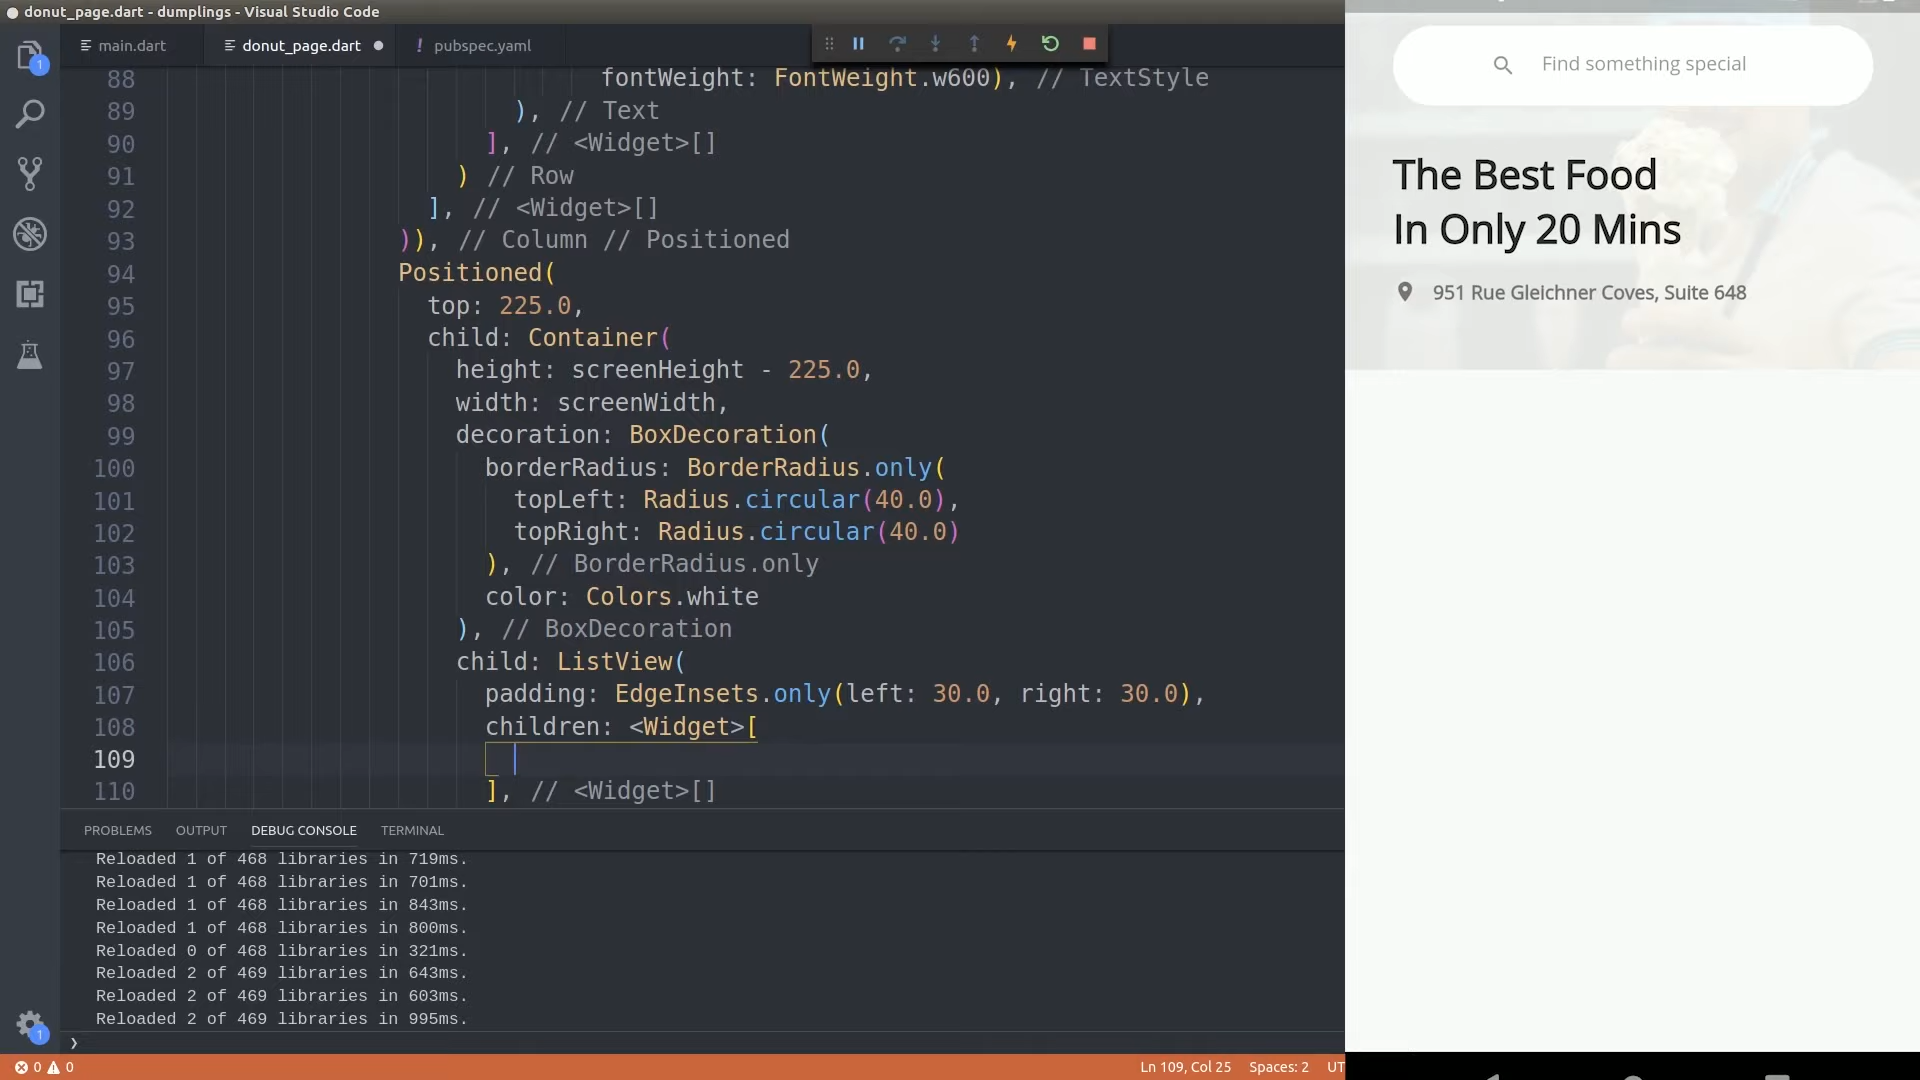 donut_page.dart - dumplings - Visual Studio Code
main.dart
donut_page.dart
! pubspec.yaml
88 fontWeight: FontWeight.w600), // TextStyle
89 ), // Text
90 ], // <Widget>[]
91 ) // Row
92 ], // <Widget>[]
93 )), // Column // Positioned
94 Positioned(
95 top: 225.0,
96 child: Container(
97 height: screenHeight - 225.0,
98 width: screenWidth,
99 decoration: BoxDecoration(
100 borderRadius: BorderRadius.only(
101 topLeft: Radius.circular(40.0),
102 topRight: Radius.circular(40.0)
103 ), // BorderRadius.only
104 color: Colors.white
105 ), // BoxDecoration
106 child: ListView(
107 padding: EdgeInsets.only(left: 30.0, right: 30.0),
108 children: <Widget>[
109
110 ], // <Widget>[]
1
1
PROBLEMS OUTPUT DEBUG CONSOLE TERMINAL
Reloaded 1 of 468 libraries in 719ms.
Reloaded 1 of 468 libraries in 701ms.
Reloaded 1 of 468 libraries in 843ms.
Reloaded 1 of 468 libraries in 800ms.
Reloaded 0 of 468 libraries in 321ms.
Reloaded 2 of 469 libraries in 643ms.
Reloaded 2 of 469 libraries in 603ms.
Reloaded 2 of 469 libraries in 995ms.
0 0 Ln 109, Col 25 Spaces: 2 UT
Find something special
The Best Food
In Only 20 Mins
951 Rue Gleichner Coves, Suite 648